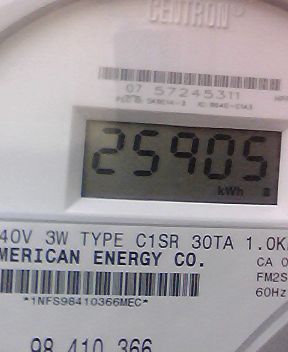 CENTRON
07 57245311
25905
kWh
40V 3W TYPE C1SR 30TA 1.0K
MERICAN ENERGY CO.
CA 0
FM2S
*1NFS98410366MEC*
60Hz
98 410 366